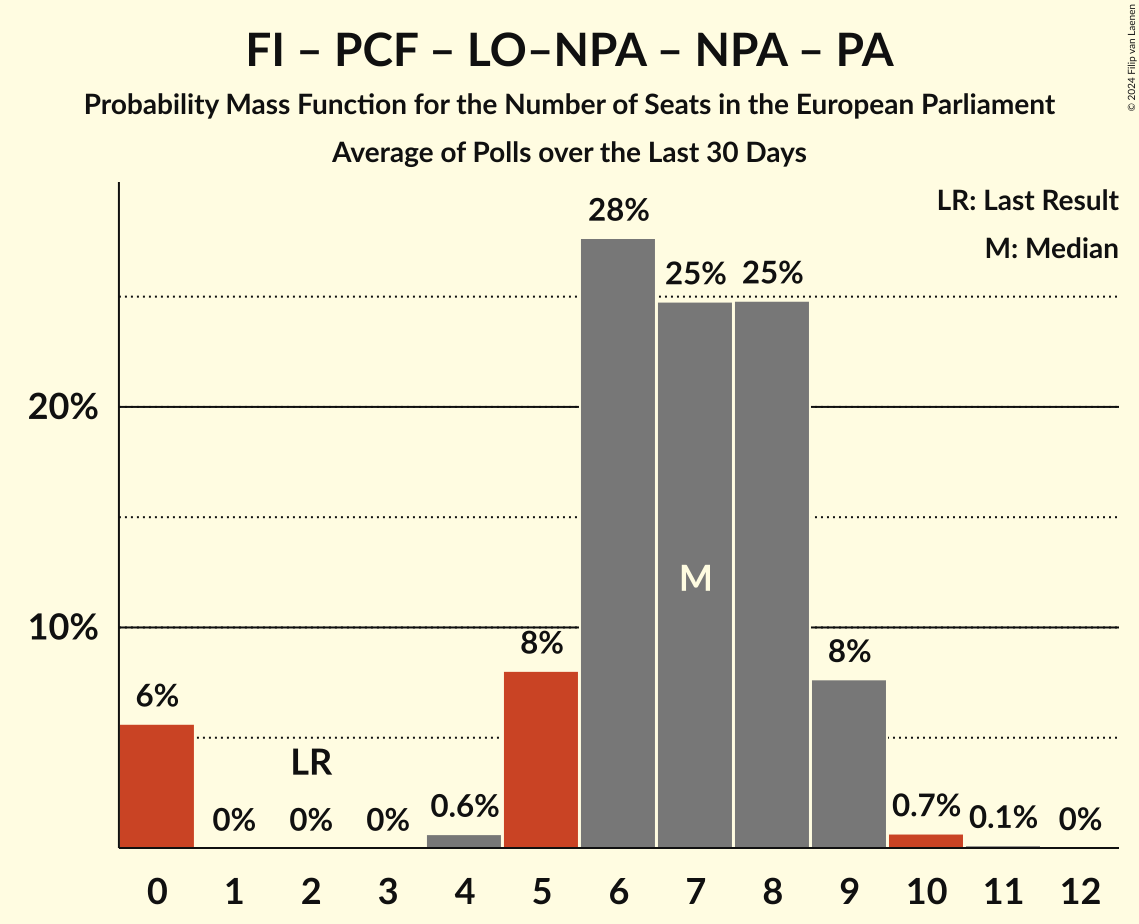 FI – PCF – LO–NPA – NPA – PA
Probability Mass Function for the Number of Seats in the European Parliament
Average of Polls over the Last 30 Days
© 2024 Filip van Laenen
LR: Last Result
M: Median
28%
25% 25%
20%
M
10%
8% 8%
6%
LR
0% 0% 0% 0.6% 0.7% 0.1% 0%
0 1 2 3 4 5 6 7 8 9 10 11 12